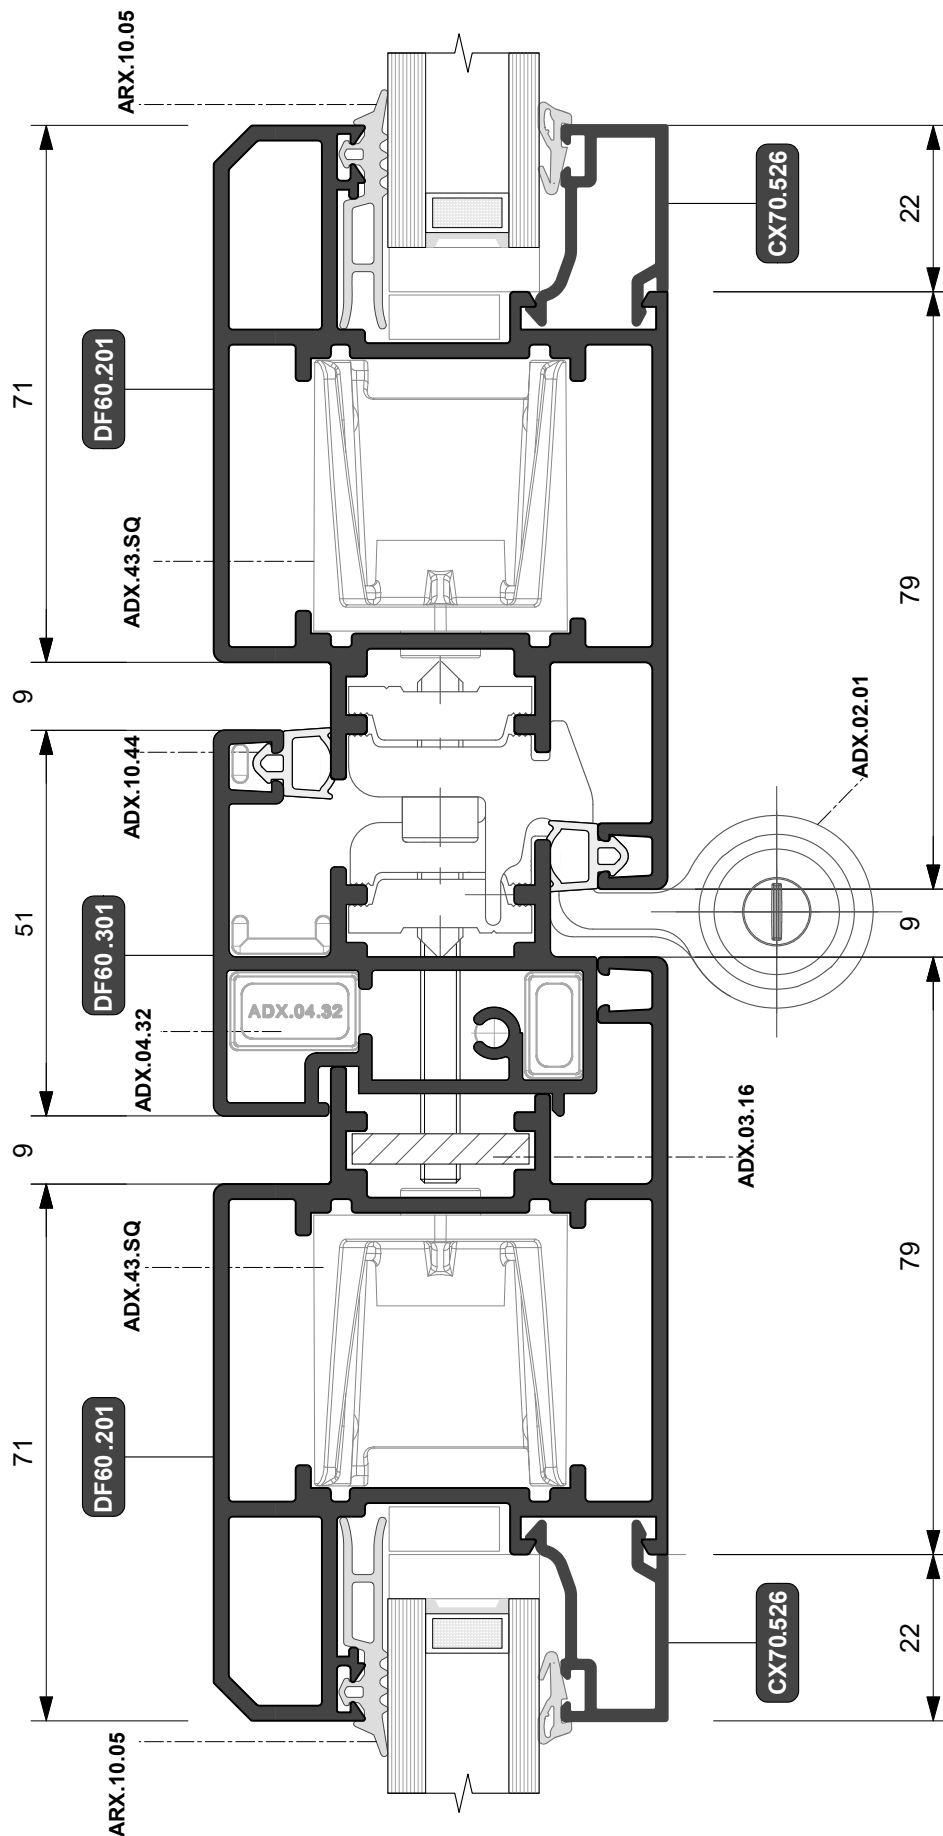 ARX.10.05
CX70.526
22
DF60.201
71
ADX.43.SQ
79
9
ADX.10.44
ADX.02.01
51
DF60.301
9
ADX.04.32
ADX.04.32
9
ADX.03.16
ADX.43.SQ
79
DF60.201
71
CX70.526
22
ARX.10.05